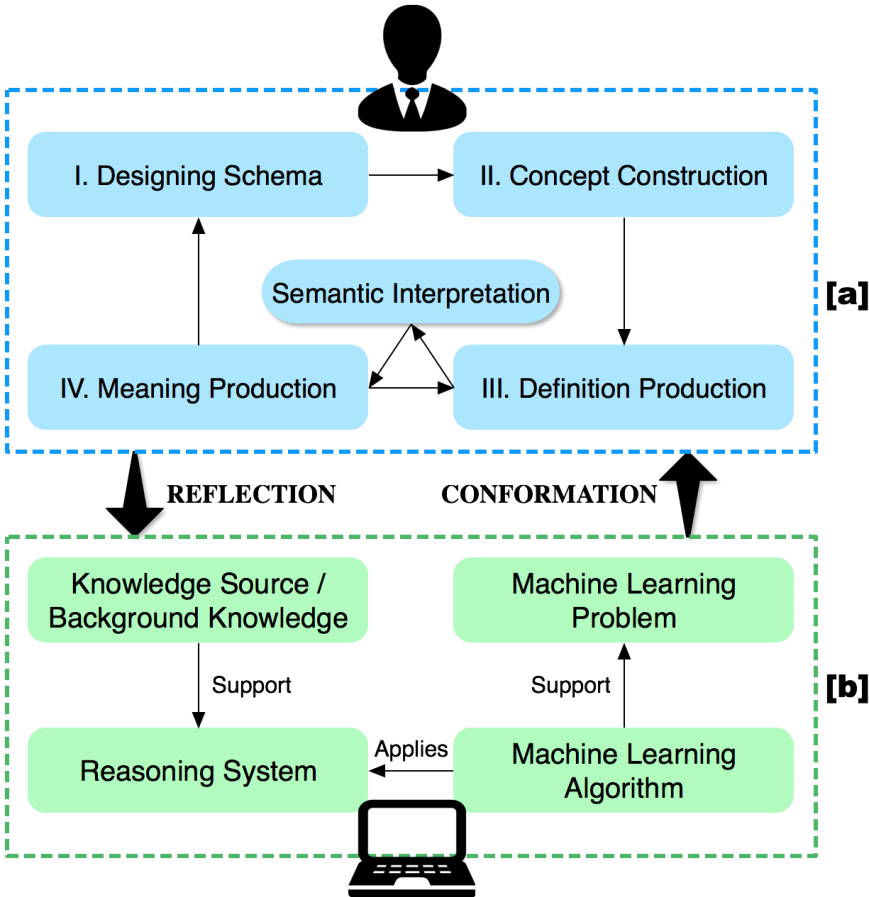 I. Designing Schema
II. Concept Construction
Semantic Interpretation
[a]
IV. Meaning Production
III. Definition Production
REFLECTION
CONFORMATION
Knowledge Source /
Background Knowledge
Machine Learning
Problem
Support
Support
[b]
Reasoning System
Applies
Machine Learning
Algorithm